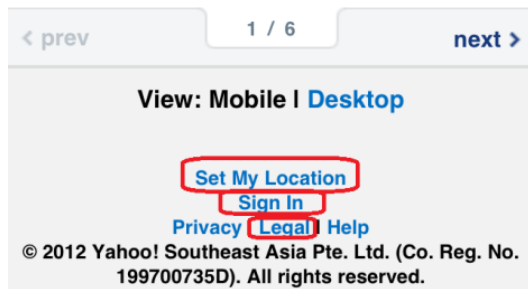 < prev 1 / 6 next >
View: Mobile | Desktop
Set My Location
Sign In
Privacy Legal | Help
© 2012 Yahoo! Southeast Asia Pte. Ltd. (Co. Reg. No.
199700735D). All rights reserved.